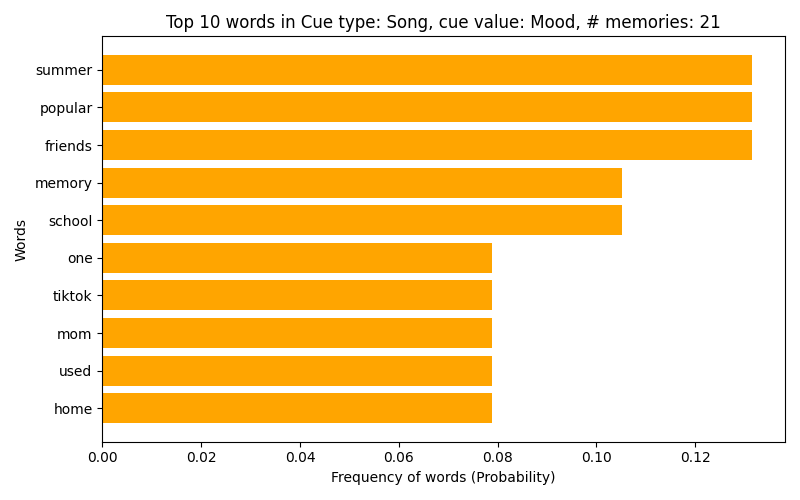 Top 10 words in Cue type: Song, cue value: Mood, # memories: 21
summer
popular
friends
memory
school
one
tiktok
mom
used
home
Words
0.00 0.02 0.04 0.06 0.08 0.10 0.12
Frequency of words (Probability)